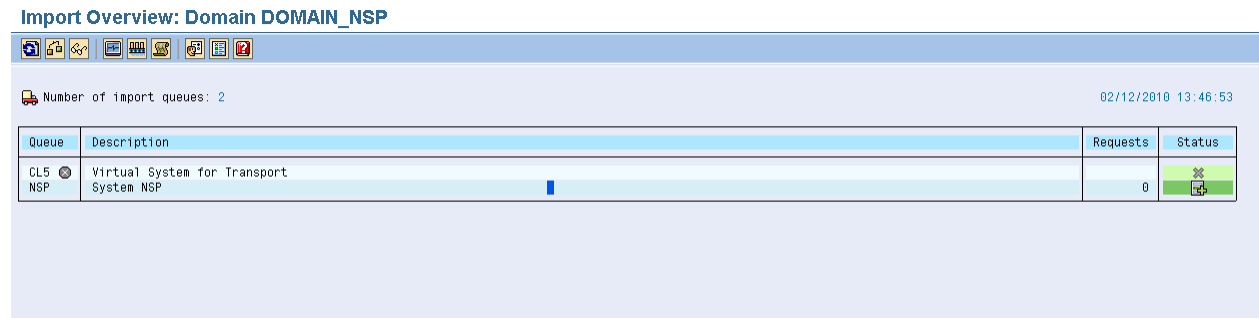 Import Overview: Domain DOMAIN_NSP
Number of import queues: 2 02/12/2010 13:46:53
Queue Description Requests Status
CL5 Virtual System for Transport
NSP System NSP 0